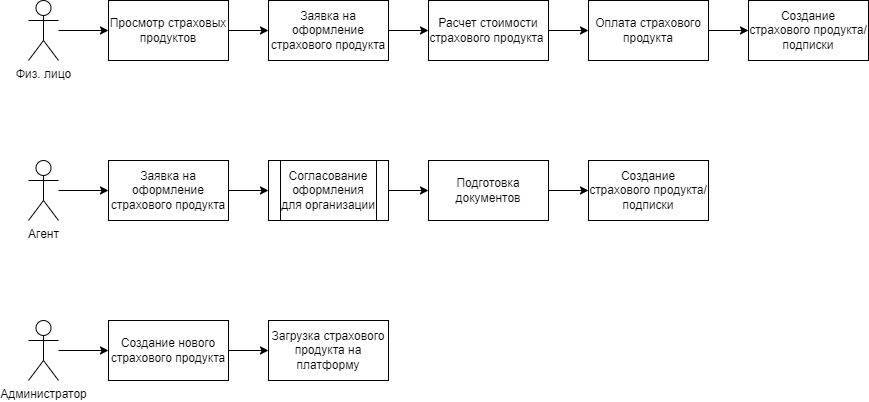 Просмотр страховых
продуктов
Заявка на
оформление
страхового продукта
Расчет стоимости
страхового продукта
Оплата страхового
продукта
Создание
страхового продукта/
подписки
Физ. лицо
Заявка на
оформление
страхового продукта
Согласование
оформления
для организации
Подготовка
документов
Создание
страхового продукта/
подписки
Агент
Создание нового
страхового продукта
Загрузка страхового
продукта на
платформу
Администратор